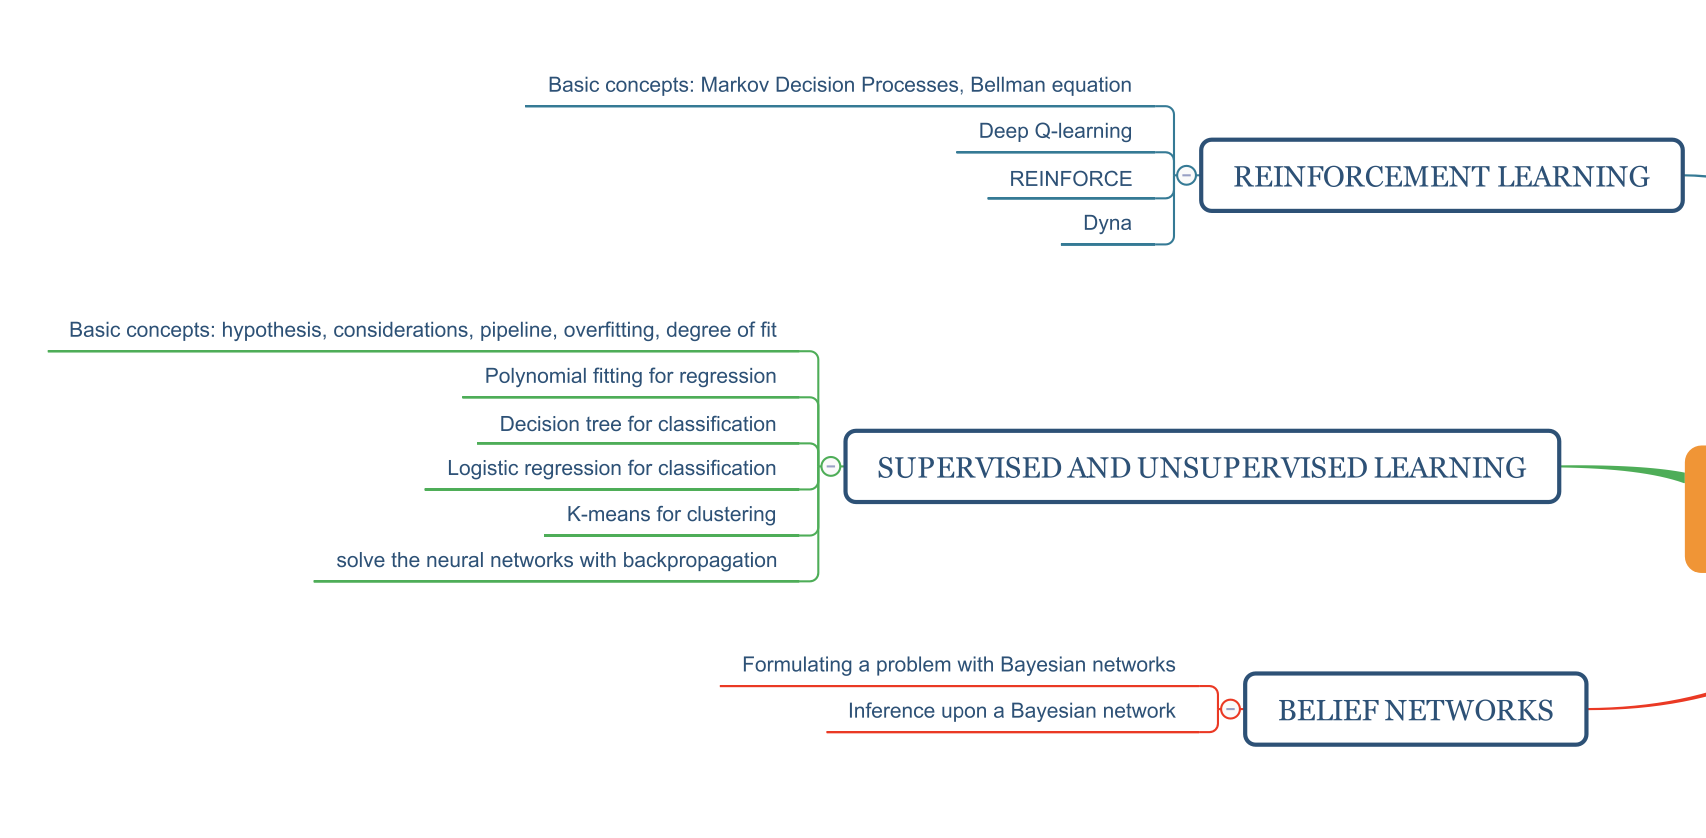 Basic concepts: Markov Decision Processes, Bellman equation
Deep Q-learning
REINFORCE
Dyna
REINFORCEMENT LEARNING
Basic concepts: hypothesis, considerations, pipeline, overfitting, degree of fit
Polynomial fitting for regression
Decision tree for classification
Logistic regression for classification
K-means for clustering
solve the neural networks with backpropagation
SUPERVISED AND UNSUPERVISED LEARNING
Formulating a problem with Bayesian networks
Inference upon a Bayesian network
BELIEF NETWORKS